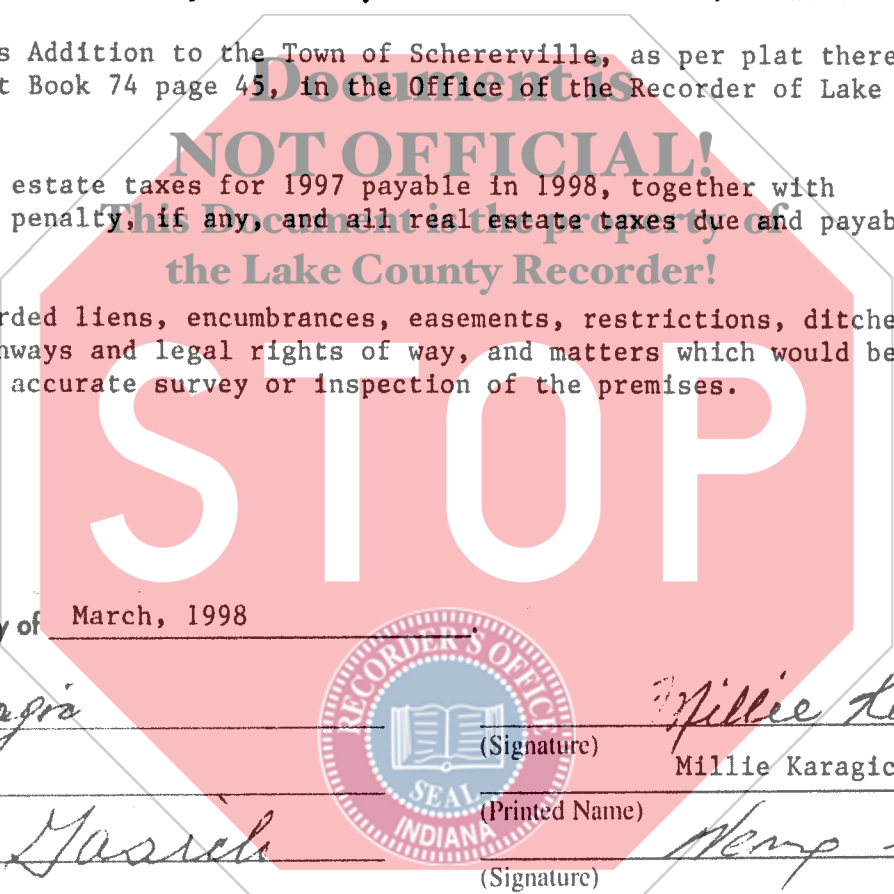 s Addition to the Town of Schererville, as per plat there
t Book 74 page 45, in the Office of the Recorder of Lake
Document is
NOT OFFICIAL!
estate taxes for 1997 payable in 1998, together with
penalty, if any, and all real estate taxes due and payab
This Document is the property of
the Lake County Recorder!
rded liens, encumbrances, easements, restrictions, ditche
hways and legal rights of way, and matters which would be
accurate survey or inspection of the premises.
STOP
y of March, 1998.
RECORDER'S OFFICE
SEAL
INDIANA
Millie
(Signature)
Millie Karagic
(Printed Name)
Gasich
(Signature)